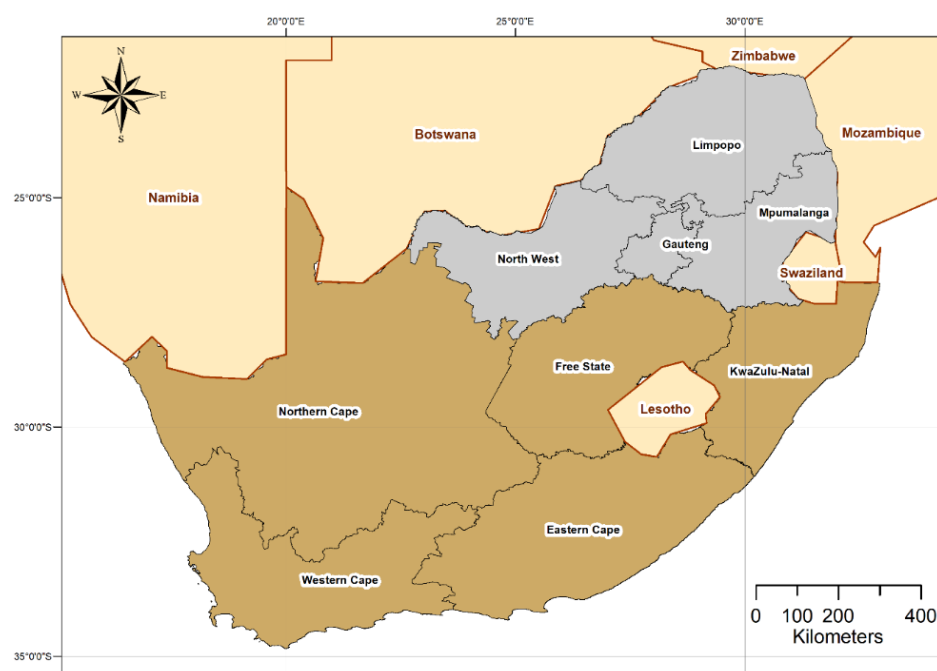 20°0'0"E 25°0'0"E 30°0'0"E
N
W E
S
Zimbabwe
Botswana
Mozambique
Limpopo
Namibia
25°0'0"S
Mpumalanga
Gauteng
North West
Swaziland
Free State
KwaZulu-Natal
Northern Cape
Lesotho
30°0'0"S
Eastern Cape
Western Cape
0 100 200 400
Kilometers
35°0'0"S